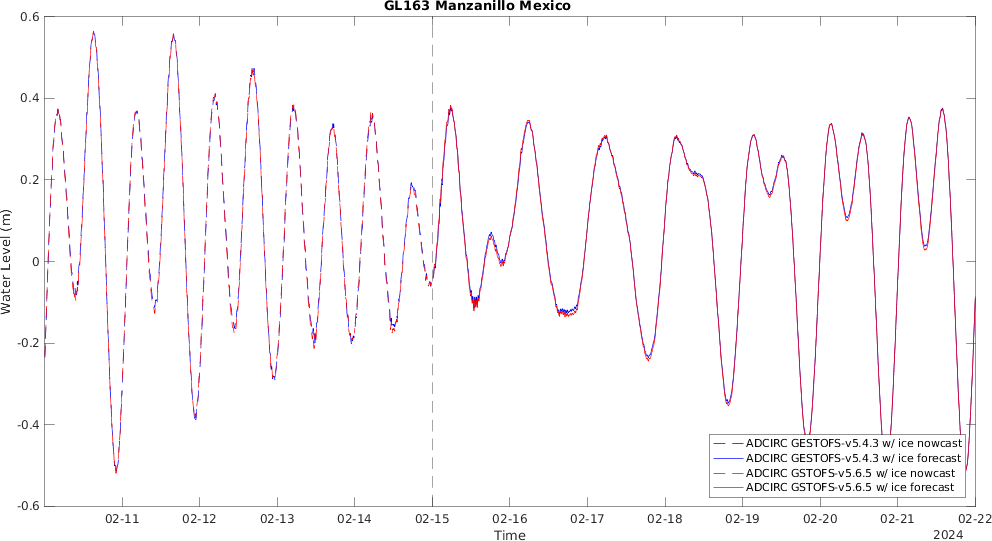 GL163 Manzanillo Mexico
Water Level (m)
0.6
0.4
0.2
0
-0.2
-0.4
-0.6
ADCIRC GESTOFS-v5.4.3 w/ ice nowcast
ADCIRC GESTOFS-v5.4.3 w/ ice forecast
ADCIRC GSTOFS-v5.6.5 w/ ice nowcast
ADCIRC GSTOFS-v5.6.5 w/ ice forecast
02-11 02-12 02-13 02-14 02-15 02-16 02-17 02-18 02-19 02-20 02-21 02-22
Time
2024